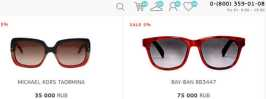 0-(800) 359-01-08
SALE 5%
MICHAEL KORS TAORMINA
35 000 RUB
RAY-BAN RB3447
75 000 RUB